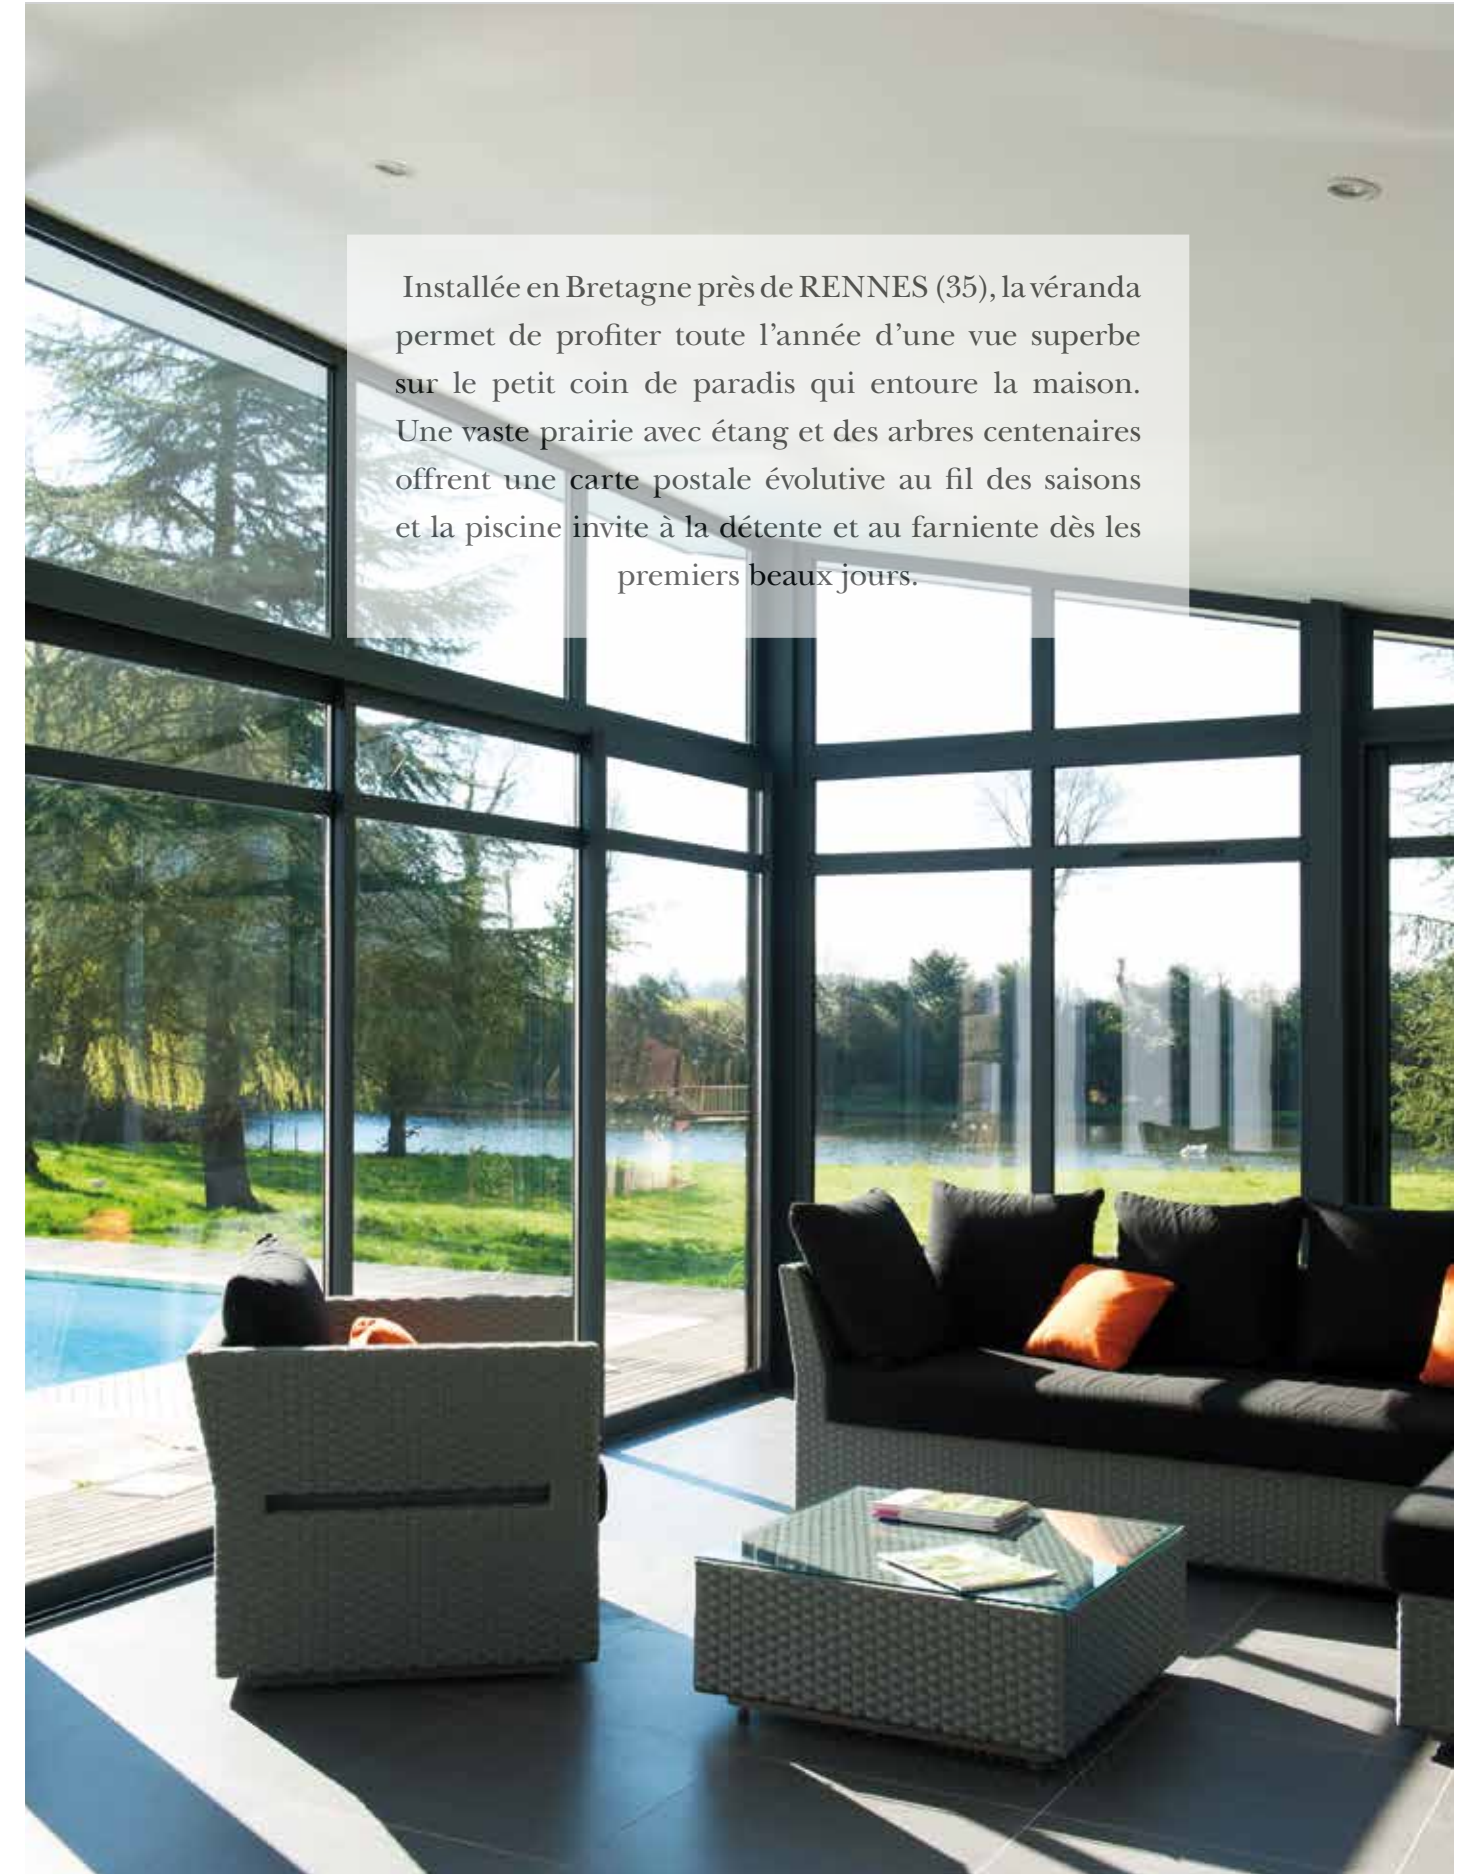 Installée en Bretagne près de RENNES (35), la véranda
permet de profiter toute l’année d’une vue superbe
sur le petit coin de paradis qui entoure la maison.
Une vaste prairie avec étang et des arbres centenaires
offrent une carte postale évolutive au fil des saisons
et la piscine invite à la détente et au farniente dès les
premiers beaux jours.